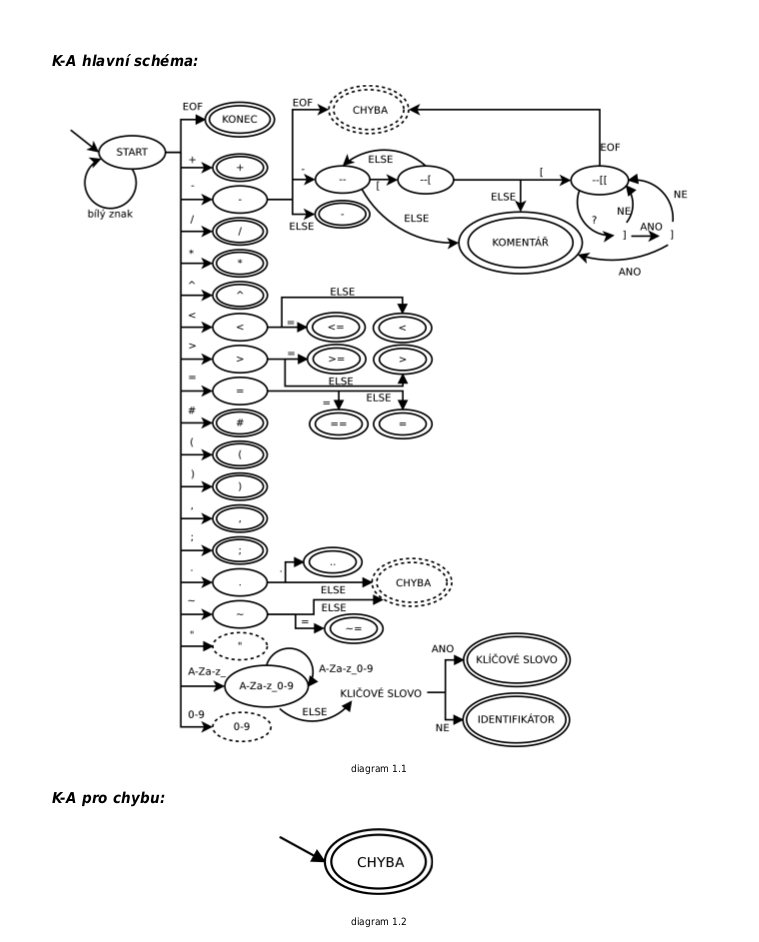 K-A hlavní schéma:
EOF
KONEC
EOF
CHYBA
START
EOF
bílý znak
+
+
-
-
-
--
ELSE
[
--[
[
--[[
ELSE
-
ELSE
ELSE
KOMENTÁŘ
?
NE
NE
]
ANO
]
ANO
/
/
*
*
^
^
ELSE
<
<
=
<=
<
>
>
=
>=
>
ELSE
=
=
=
ELSE
==
=
#
#
(
(
)
)
,
,
;
;
.
.
.
..
ELSE
CHYBA
~
~
ELSE
=
~=
"
"
A-Za-z_
A-Za-z_0-9
A-Za-z_0-9
ELSE
KLIČOVÉ SLOVO
ANO
KLÍČOVÉ SLOVO
NE
IDENTIFIKÁTOR
0-9
0-9
diagram 1.1
K-A pro chybu:
CHYBA
diagram 1.2